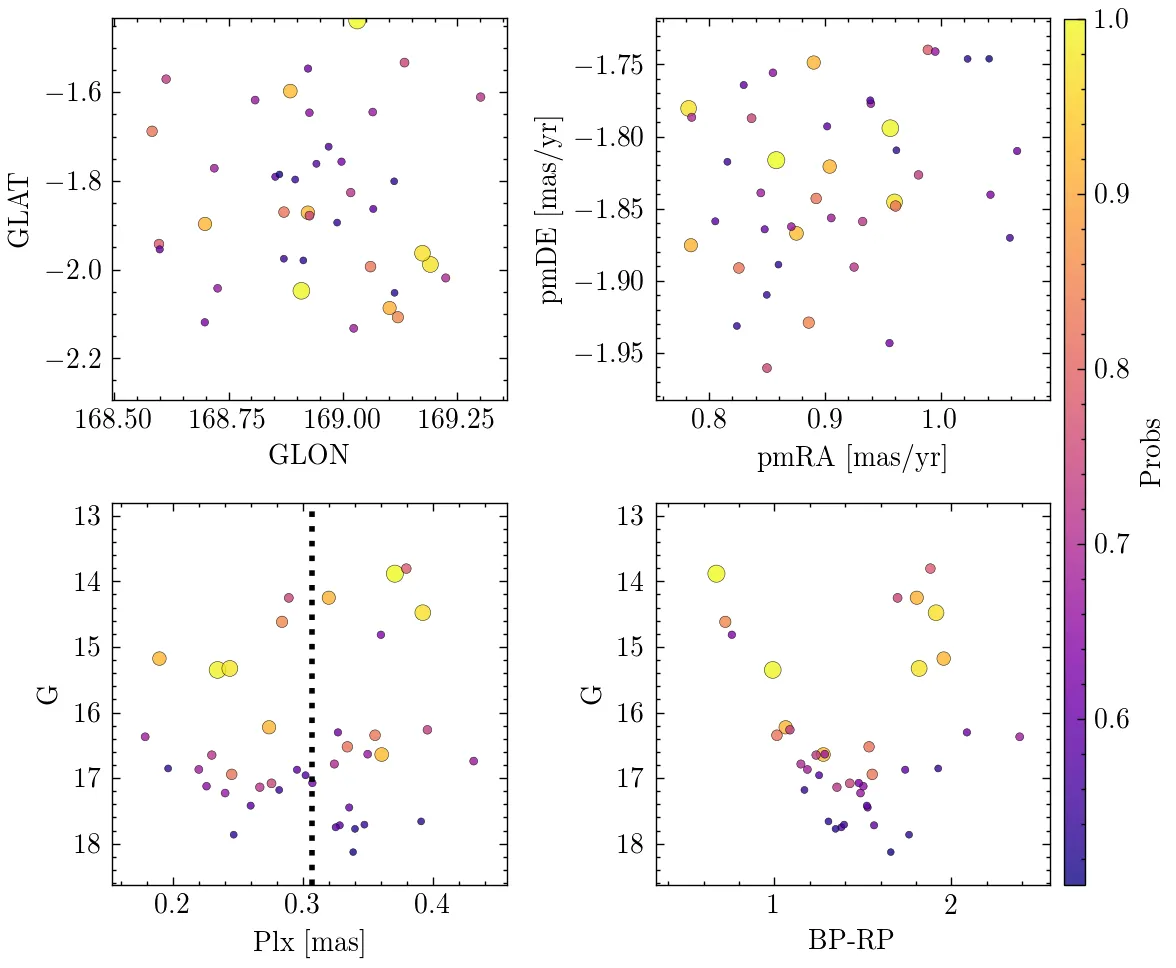 −1.6
−1.8
−2.0
−2.2
GLAT
168.50 168.75 169.00 169.25
GLON
−1.75
−1.80
−1.85
−1.90
−1.95
pmDE [mas/yr]
0.8 0.9 1.0
pmRA [mas/yr]
1.0
0.9
0.8
0.7
0.6
Probs
13
14
15
16
17
18
G
0.2 0.3 0.4
Plx [mas]
13
14
15
16
17
18
G
1 2
BP-RP